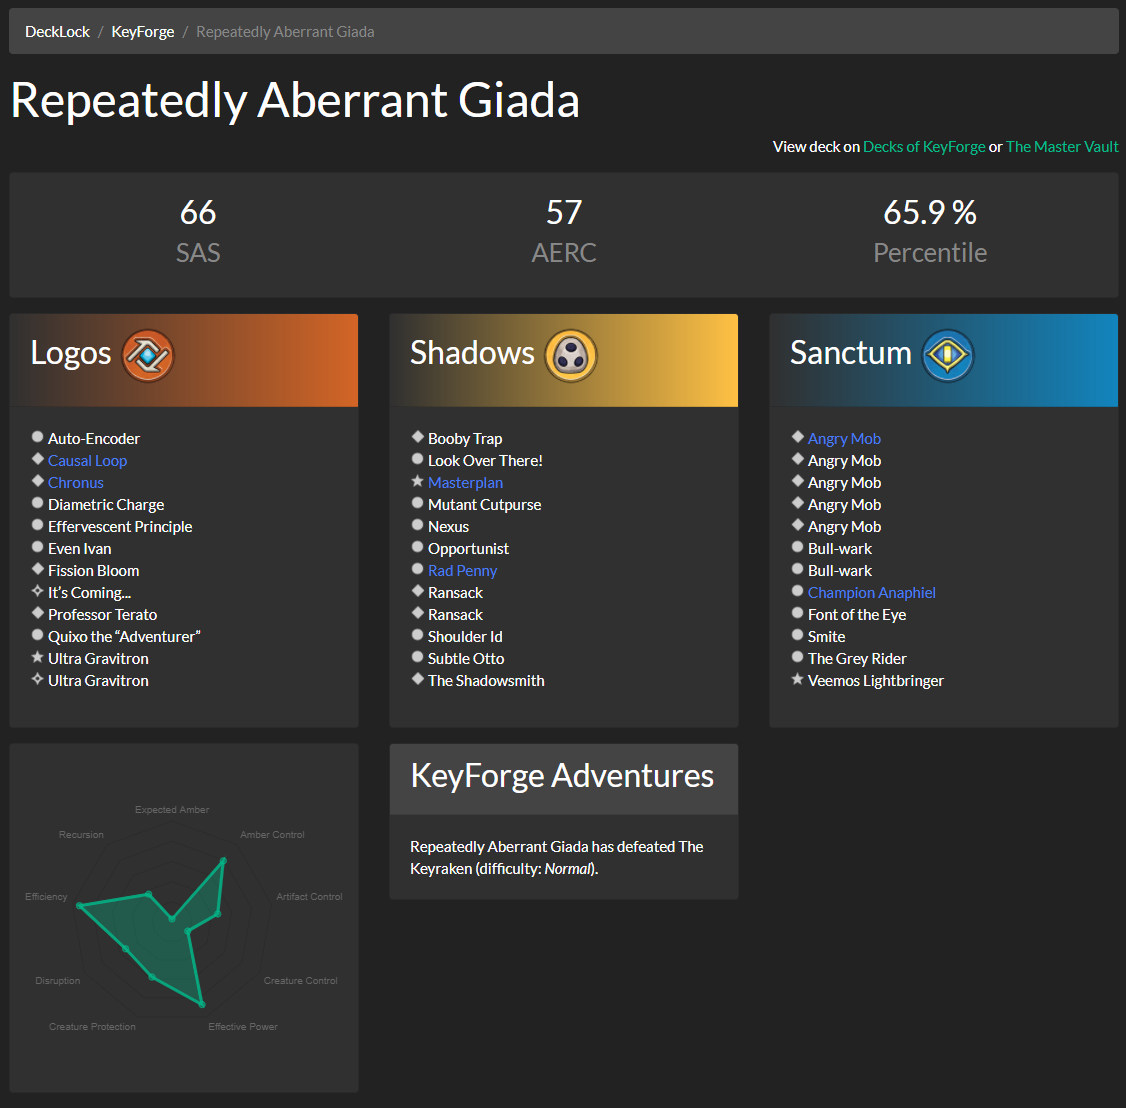 DeckLock / KeyForge / Repeatedly Aberrant Giada
Repeatedly Aberrant Giada
View deck on Decks of KeyForge or The Master Vault
66
SAS
57
AERC
65.9 %
Percentile
Logos
Auto-Encoder
Causal Loop
Chronus
Diametric Charge
Effervescent Principle
Even Ivan
Fission Bloom
It's Coming...
Professor Terato
Quixo the “Adventurer”
Ultra Gravitron
Ultra Gravitron
Shadows
Booby Trap
Look Over There!
Masterplan
Mutant Cutpurse
Nexus
Opportunist
Rad Penny
Ransack
Ransack
Shoulder Id
Subtle Otto
The Shadowsmith
Sanctum
Angry Mob
Angry Mob
Angry Mob
Angry Mob
Angry Mob
Bull-wark
Bull-wark
Champion Anaphiel
Font of the Eye
Smite
The Grey Rider
Veemos Lightbringer
Expected Amber
Amber Control
Artifact Control
Creature Control
Effective Power
Creature Protection
Disruption
Efficiency
Recursion
KeyForge Adventures
Repeatedly Aberrant Giada has defeated The
Keyraken (difficulty: Normal).